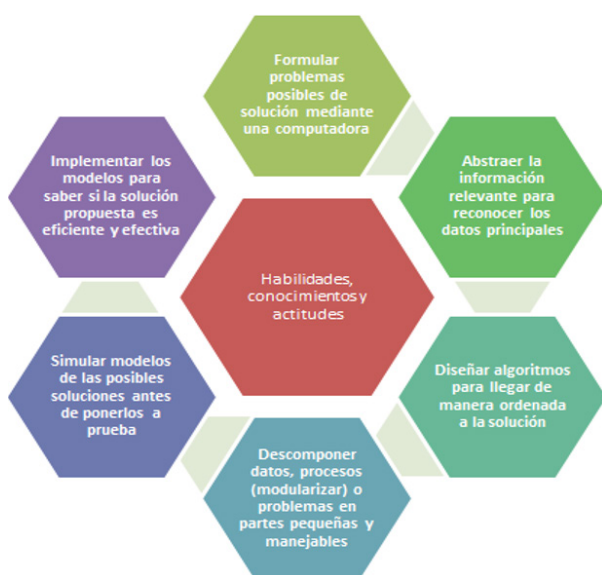 Formular
problemas
posibles de
solución mediante
una computadora
Abstraer la
información
relevante para
reconocer los
datos principales
Diseñar algoritmos
para llegar de
manera ordenada
a la solución
Descomponer
datos, procesos
(modularizar) o
problemas en
partes pequeñas y
manejables
Simular modelos
de las posibles
soluciones antes
de ponerlos a
prueba
Implementar los
modelos para
saber si la solución
propuesta es
eficiente y efectiva
Habilidades,
conocimientos y
actitudes